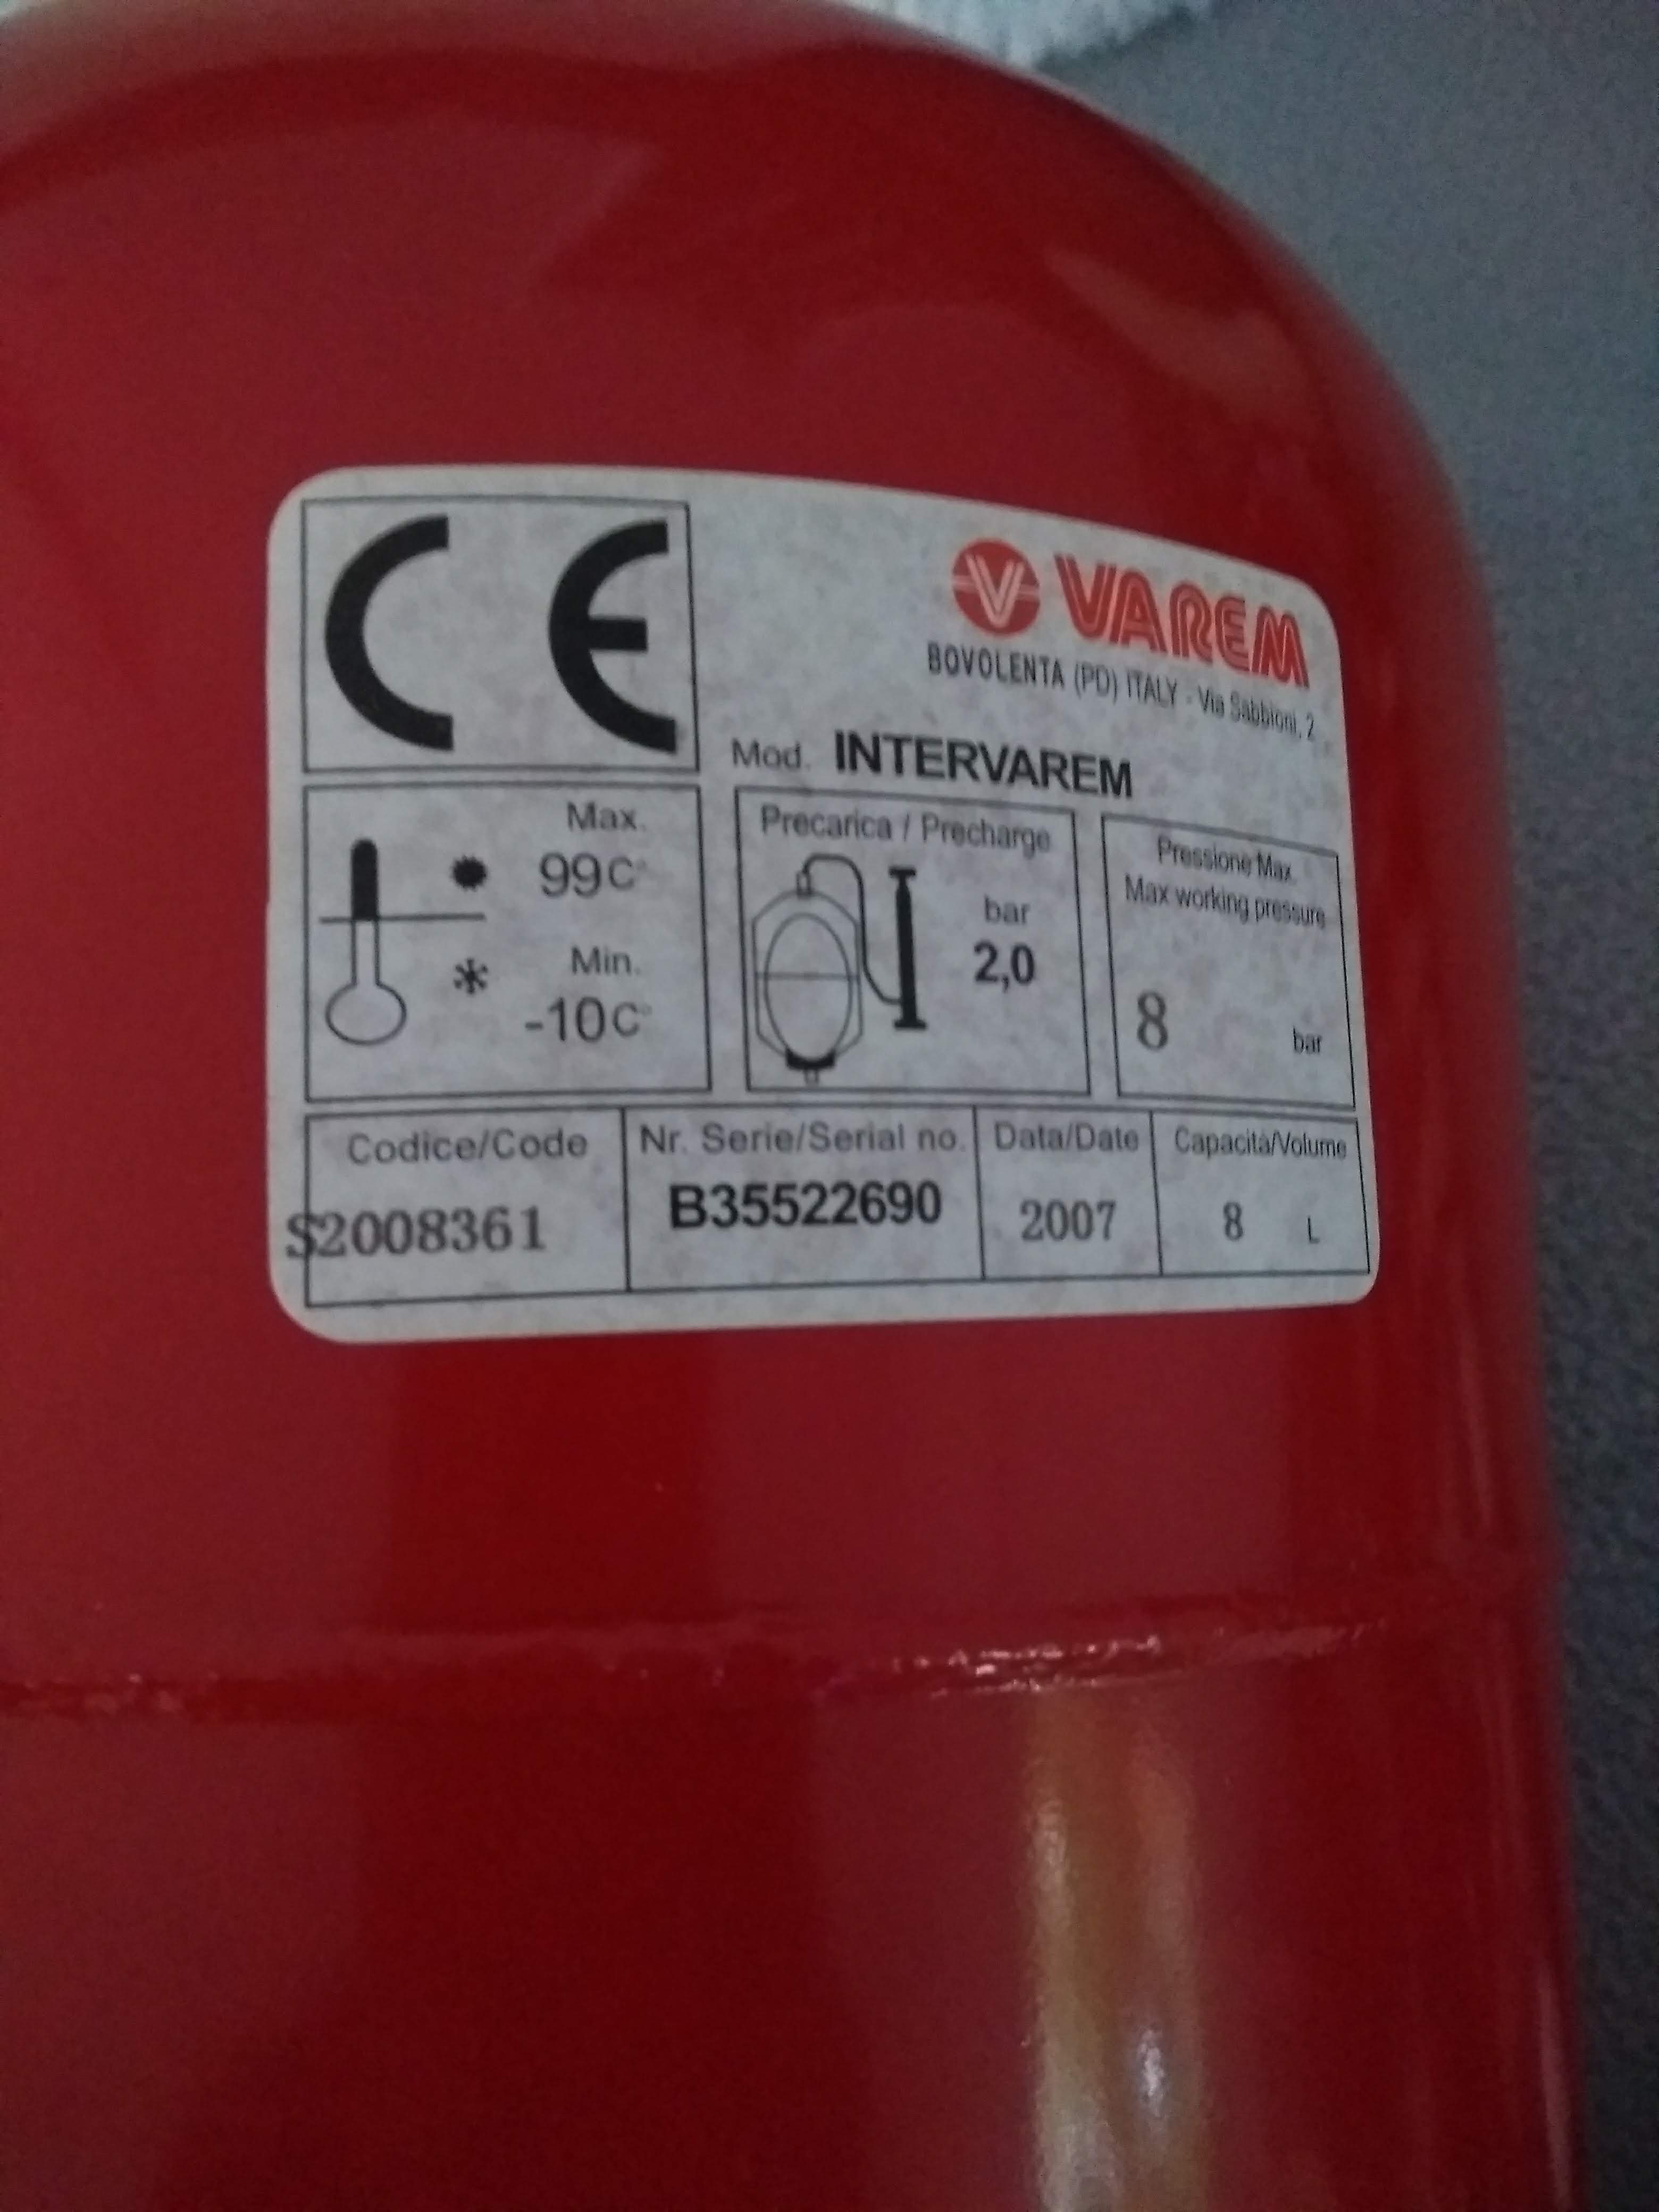 CE
V VAREM
BOVOLENTA (PD) ITALY - Via Sabbioni, 2
Mod. INTERVAREM
Max.
99C°
Min.
-10C°
Precarica / Precharge
bar
2,0
Pressione Max.
Max working pressure
8 bar
Codice/Code
S2008361
Nr. Serie/Serial no.
B35522690
Data/Date
2007
Capacità/Volume
8 L